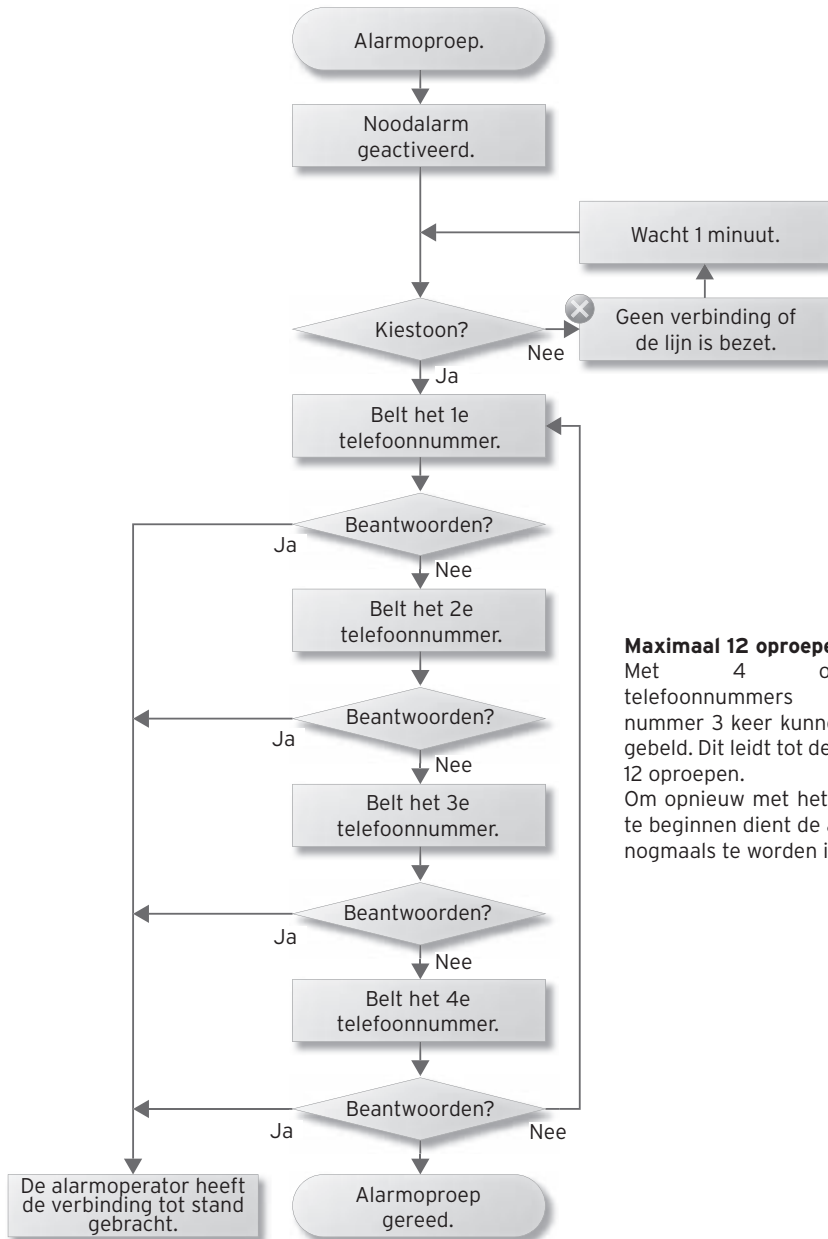 Alarmoproep.
Noodalarm
geactiveerd.
Wacht 1 minuut.
Kiestoon?
Nee
Geen verbinding of
de lijn is bezet.
Ja
Belt het 1e
telefoonnummer.
Beantwoorden?
Ja
Nee
Belt het 2e
telefoonnummer.
Beantwoorden?
Ja
Nee
Belt het 3e
telefoonnummer.
Beantwoorden?
Ja
Nee
Belt het 4e
telefoonnummer.
Beantwoorden?
Ja
Nee
De alarmoperator heeft
de verbinding tot stand
gebracht.
Alarmoproep
gereed.
Maximaal 12
Met 4
telefoonnummers
nummer 3 keer
gebeld. Dit leidt tot
12 oproepen.
Om opnieuw met het
te beginnen dient de
nogmaals te worden